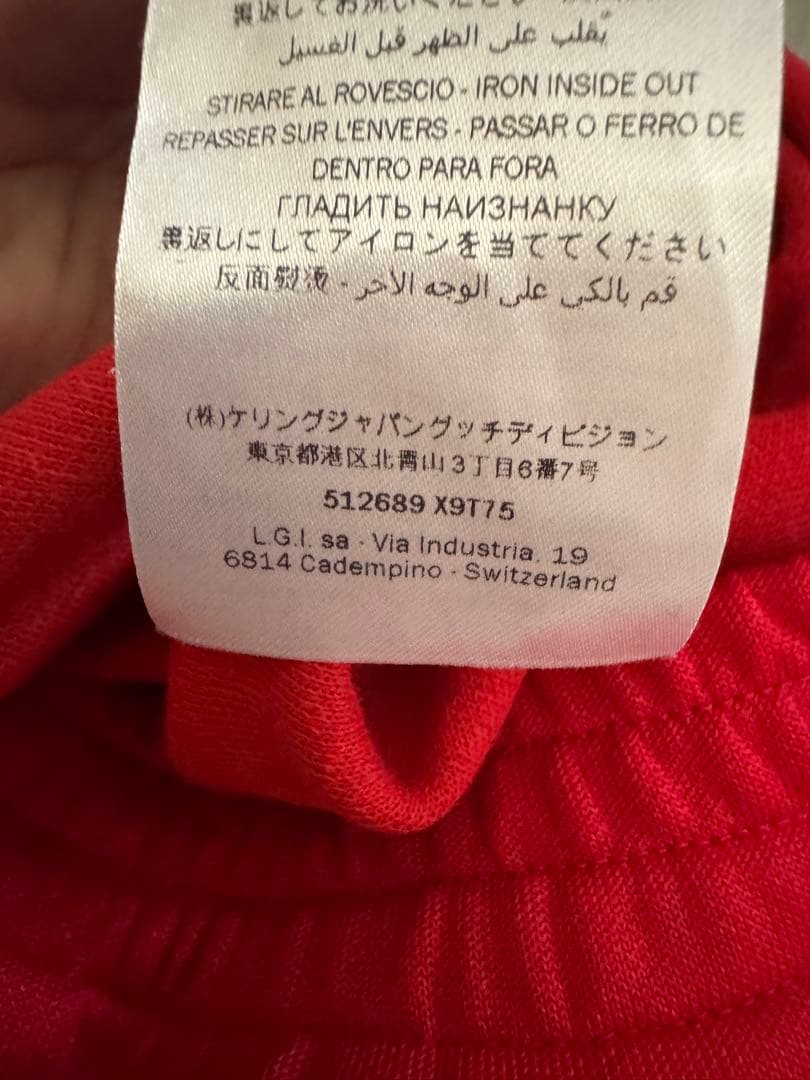 يُقلب على الظهر قبل الغسيل
STIRARE AL ROVESCIO - IRON INSIDE OUT
REPASSER SUR L'ENVERS - PASSAR O FERRO DE
DENTRO PARA FORA
ГЛАДИТЬ НАИЗНАНКУ
裏返しにしてアイロンを当ててください
反面熨烫 - قم بالكي على الوجه الآخر
(株)ケリングジャパングッチディビジョン
東京都港区北青山3丁目6番7号
512689 X9T75
L.G.I. sa - Via Industria, 19
6814 Cadempino - Switzerland